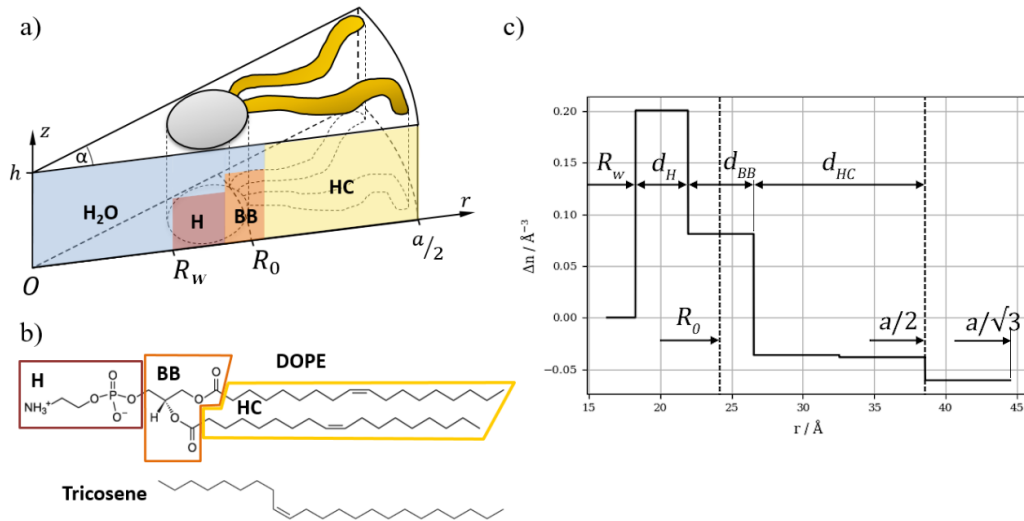 a)
z
h
α
H₂O
H
BB
HC
r
O
R_w
R_0
a/2
b)
DOPE
H
BB
HC
NH₃⁺
O
P
O
O⁻
O
O
O
O
H
Tricosene
c)
0.20
0.15
0.10
0.05
0.00
−0.05
Δn / Å⁻³
R_w
d_H
d_BB
d_HC
R_0
a/2
a/√3
15
20
25
30
35
40
45
r / Å